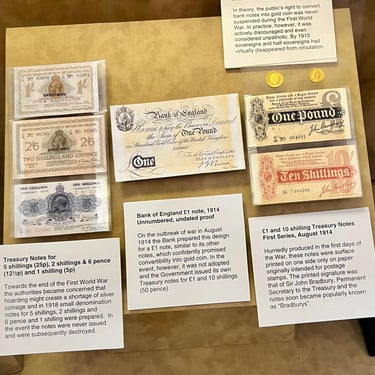 In theory, the public's right to convert
bank notes into gold coin was never
suspended during the First World
War. In practice, however, it was
actively discouraged and even
considered unpatriotic. By 1915
sovereigns and half-sovereigns had
virtually disappeared from circulation.
1/-
ONE SHILLING
2/6
2/6
TWO SHILLINGS AND SIXPENCE
FIVE SHILLINGS
Bank of England
the Sum of One Pound
One
One Pound
Ten Shillings
Treasury Notes for
5 shillings (25p), 2 shillings & 6 pence
(12½p) and 1 shilling (5p)
Towards the end of the First World War
the authorities became concerned that
hoarding might create a shortage of silver
coinage and in 1918 small denomination
notes for 5 shillings, 2 shillings and
6 pence and 1 shilling were prepared. In
the event the notes were never issued
and were subsequently destroyed.
Bank of England £1 note, 1914
Unnumbered, undated proof
On the outbreak of war in August
1914 the Bank prepared this design
for a £1 note, similar to its other
notes, which confidently promised
convertibility into gold coin. In the
event, however, it was not adopted
and the Government issued its own
Treasury notes for £1 and 10 shillings
(50 pence).
£1 and 10 shilling Treasury Notes
First Series, August 1914
Hurriedly produced in the first days of
the War, these notes were surface
printed on one side only on paper
originally intended for postage
stamps. The printed signature was
that of Sir John Bradbury, Permanent
Secretary to the Treasury and the
notes soon became popularly known
as "Bradburys'.